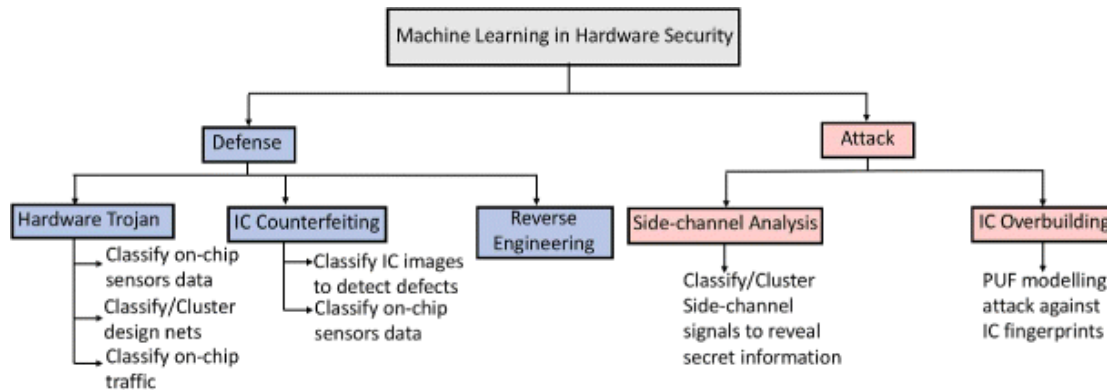 Machine Learning in Hardware Security
Defense
Attack
Hardware Trojan
IC Counterfeiting
Reverse
Engineering
Side-channel Analysis
IC Overbuilding
Classify on-chip
sensors data
Classify/Cluster
design nets
Classify on-chip
traffic
Classify IC images
to detect defects
Classify on-chip
sensors data
Classify/Cluster
Side-channel
signals to reveal
secret information
PUF modelling
attack against
IC fingerprints